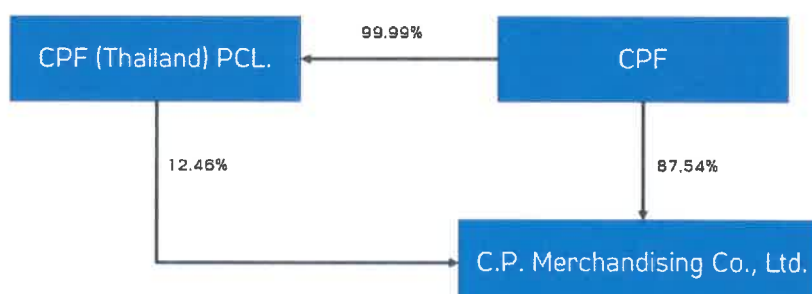 99.99%
CPF (Thailand) PCL.
CPF
12.46%
87.54%
C.P. Merchandising Co., Ltd.